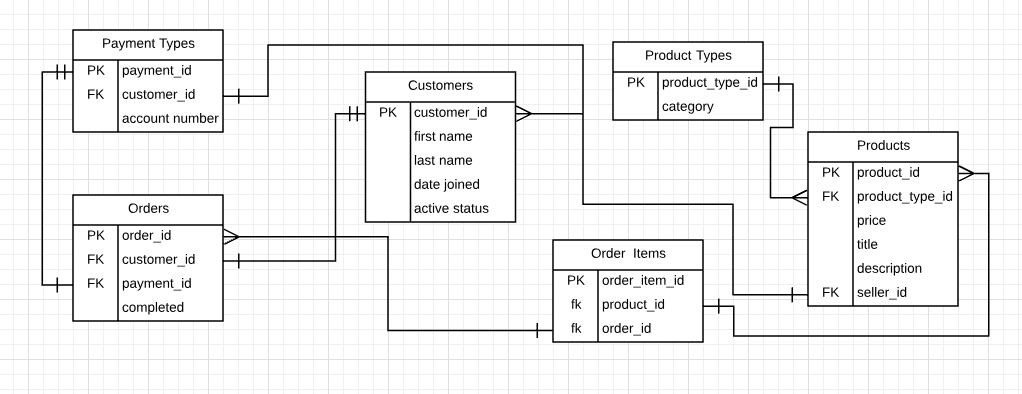 Payment Types
PK payment_id
FK customer_id
account number
Customers
PK customer_id
first name
last name
date joined
active status
Product Types
PK product_type_id
category
Products
PK product_id
FK product_type_id
price
title
description
FK seller_id
Orders
PK order_id
FK customer_id
FK payment_id
completed
Order Items
PK order_item_id
fk product_id
fk order_id